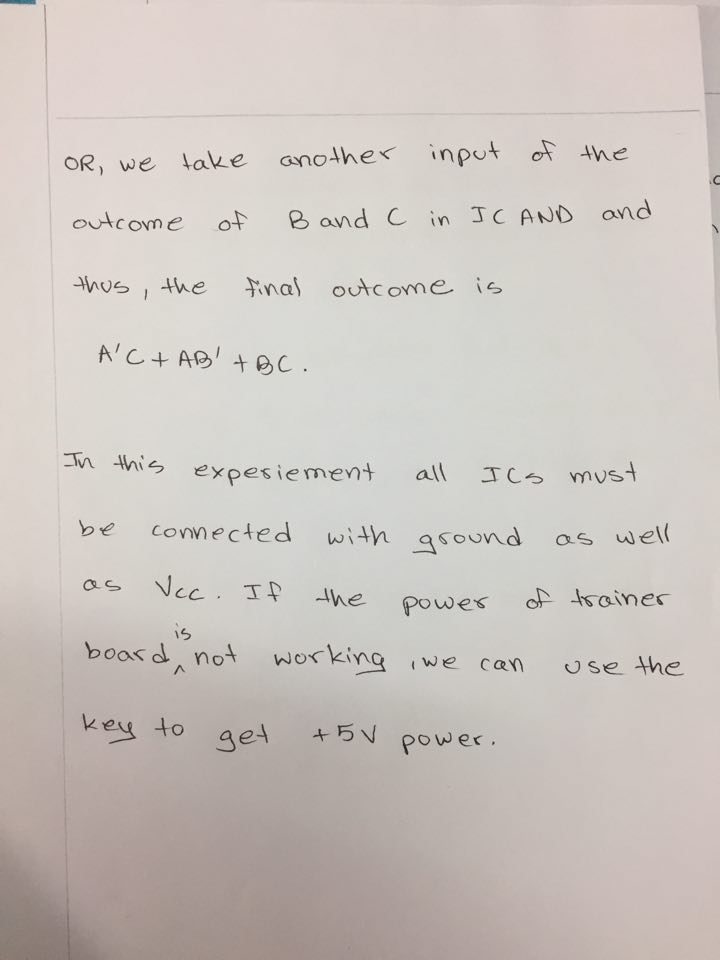 OR, we take another input of the
outcome of B and C in IC AND and
thus, the final outcome is
A'C + AB' + BC.
In this experiement all ICs must
be connected with ground as well
as Vcc. If the power of trainer
board is not working, we can use the
key to get +5V power.